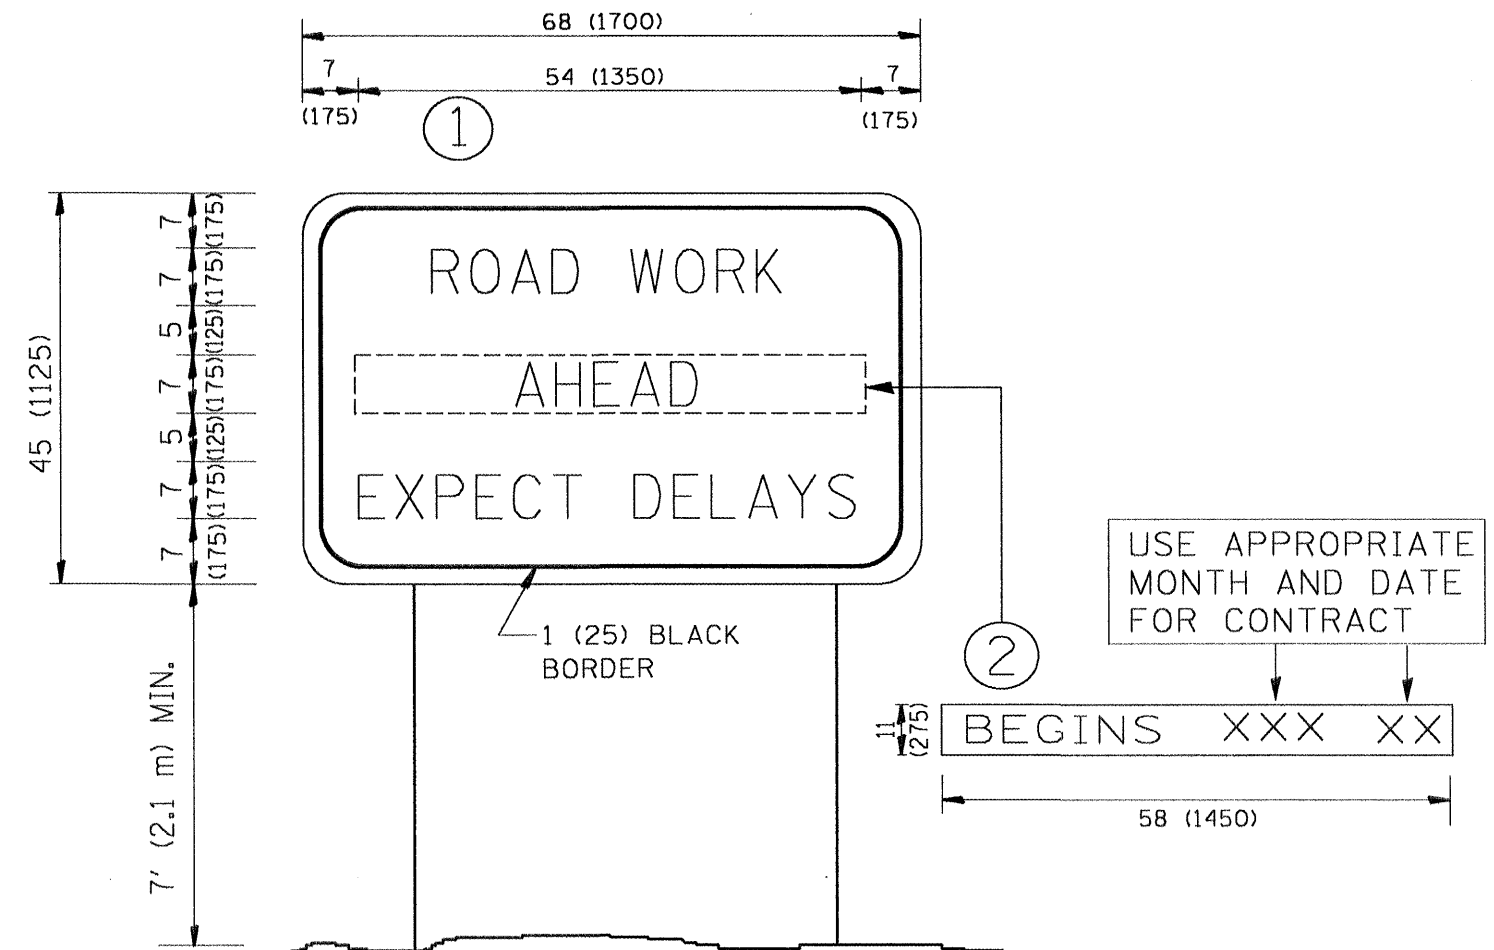 68 (1700)
7
54 (1350)
7
(175)
(175)
1
45 (1125)
7
(175)
7
(175)
5
(125)
7
(175)
5
(125)
7
(175)
7
(175)
ROAD WORK
AHEAD
EXPECT DELAYS
1 (25) BLACK
BORDER
7' (2.1 m) MIN.
2
USE APPROPRIATE
MONTH AND DATE
FOR CONTRACT
11
(275)
BEGINS XXX XX
58 (1450)